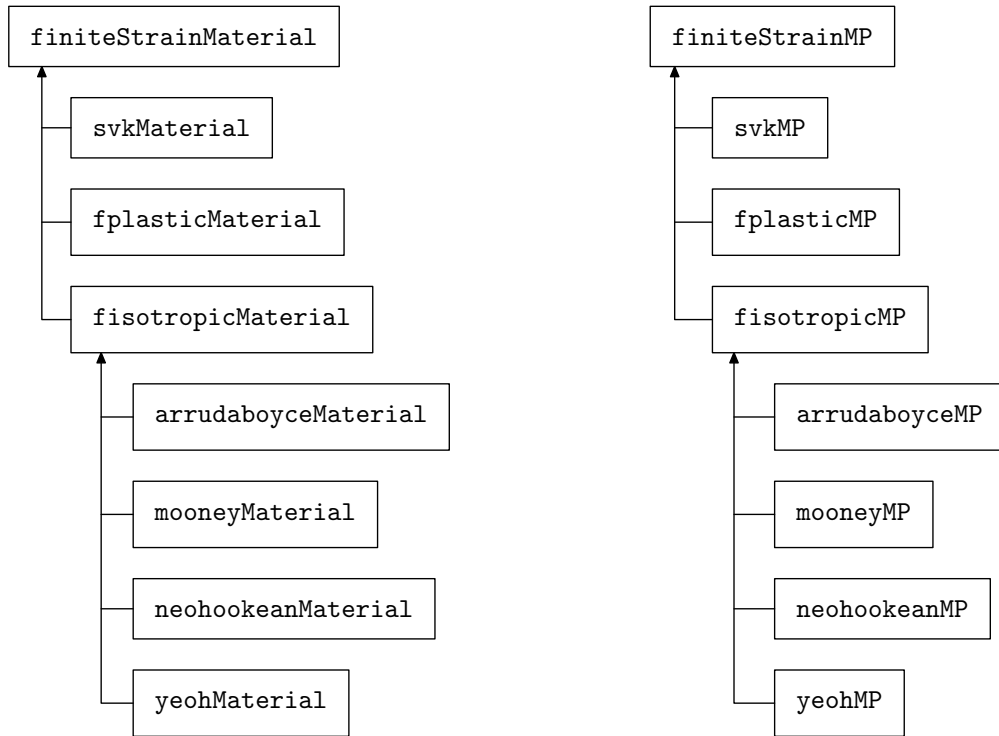 finiteStrainMaterial
svkMaterial
fplasticMaterial
fisotropicMaterial
arrudaboyceMaterial
mooneyMaterial
neohookeanMaterial
yeohMaterial
finiteStrainMP
svkMP
fplasticMP
fisotropicMP
arrudaboyceMP
mooneyMP
neohookeanMP
yeohMP